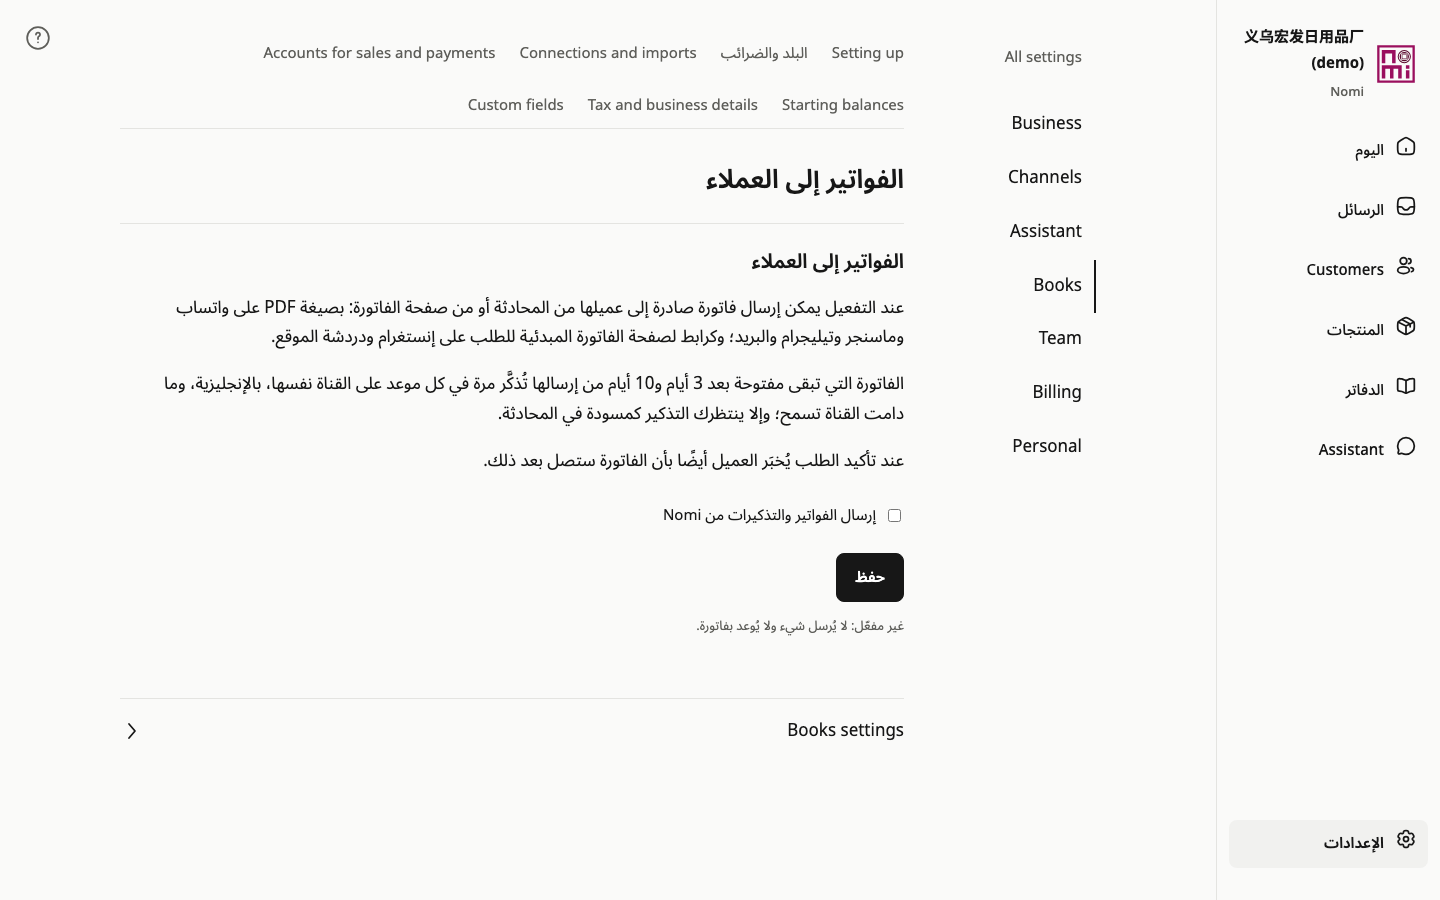 义乌宏发日用品厂
(demo)
Nomi
اليوم
الرسائل
Customers
المنتجات
الدفاتر
Assistant
الإعدادات
All settings
Business
Channels
Assistant
Books
Team
Billing
Personal
Setting up
البلد والضرائب
Connections and imports
Accounts for sales and payments
Starting balances
Tax and business details
Custom fields
الفواتير إلى العملاء
الفواتير إلى العملاء
عند التفعيل يمكن إرسال فاتورة صادرة إلى عميلها من المحادثة أو من صفحة الفاتورة: بصيغة PDF على واتساب
وماسنجر وتيليجرام والبريد؛ وكرابط لصفحة الفاتورة المبدئية للطلب على إنستغرام ودردشة الموقع.
الفاتورة التي تبقى مفتوحة بعد 3 أيام و10 أيام من إرسالها تُذكَّر مرة في كل موعد على القناة نفسها، بالإنجليزية، وما
دامت القناة تسمح؛ وإلا ينتظرك التذكير كمسودة في المحادثة.
عند تأكيد الطلب يُخبَر العميل أيضًا بأن الفاتورة ستصل بعد ذلك.
إرسال الفواتير والتذكيرات من Nomi
حفظ
غير مفعّل: لا يُرسل شيء ولا يُوعد بفاتورة.
Books settings